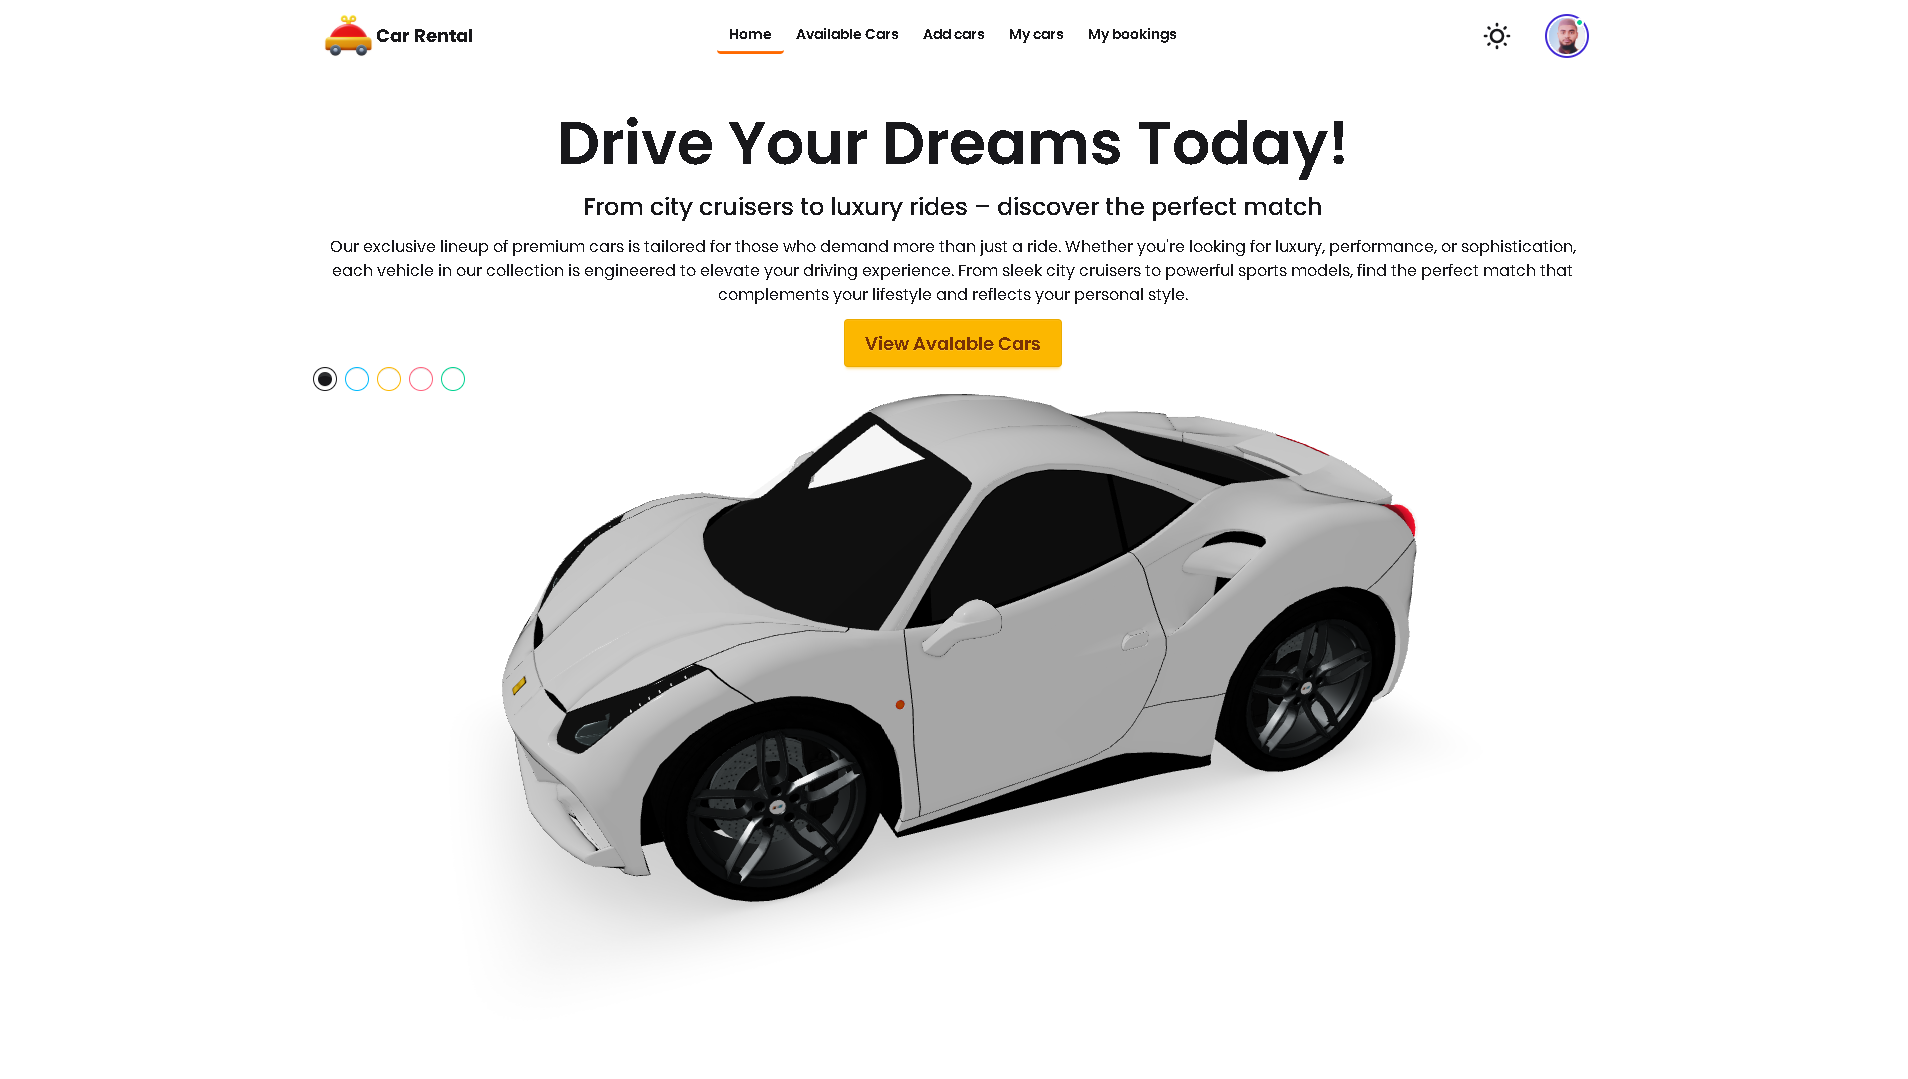 Car Rental
Home
Available Cars
Add cars
My cars
My bookings
Drive Your Dreams Today!
From city cruisers to luxury rides – discover the perfect match
Our exclusive lineup of premium cars is tailored for those who demand more than just a ride. Whether you're looking for luxury, performance, or sophistication,
each vehicle in our collection is engineered to elevate your driving experience. From sleek city cruisers to powerful sports models, find the perfect match that
complements your lifestyle and reflects your personal style.
View Avalable Cars